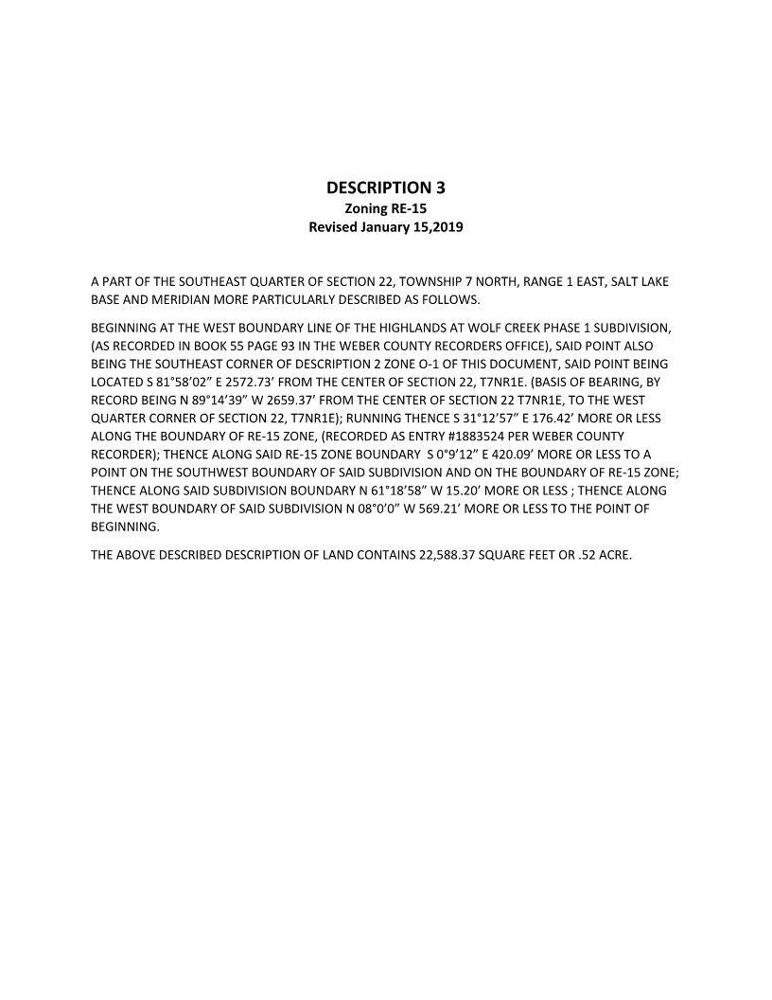 DESCRIPTION 3
Zoning RE-15
Revised January 15,2019
A PART OF THE SOUTHEAST QUARTER OF SECTION 22, TOWNSHIP 7 NORTH, RANGE 1 EAST, SALT LAKE
BASE AND MERIDIAN MORE PARTICULARLY DESCRIBED AS FOLLOWS.
BEGINNING AT THE WEST BOUNDARY LINE OF THE HIGHLANDS AT WOLF CREEK PHASE 1 SUBDIVISION,
(AS RECORDED IN BOOK 55 PAGE 93 IN THE WEBER COUNTY RECORDERS OFFICE), SAID POINT ALSO
BEING THE SOUTHEAST CORNER OF DESCRIPTION 2 ZONE O-1 OF THIS DOCUMENT, SAID POINT BEING
LOCATED S 81°58’02” E 2572.73’ FROM THE CENTER OF SECTION 22, T7NR1E. (BASIS OF BEARING, BY
RECORD BEING N 89°14’39” W 2659.37’ FROM THE CENTER OF SECTION 22 T7NR1E, TO THE WEST
QUARTER CORNER OF SECTION 22, T7NR1E); RUNNING THENCE S 31°12’57” E 176.42’ MORE OR LESS
ALONG THE BOUNDARY OF RE-15 ZONE, (RECORDED AS ENTRY #1883524 PER WEBER COUNTY
RECORDER); THENCE ALONG SAID RE-15 ZONE BOUNDARY  S 0°9’12” E 420.09’ MORE OR LESS TO A
POINT ON THE SOUTHWEST BOUNDARY OF SAID SUBDIVISION AND ON THE BOUNDARY OF RE-15 ZONE;
THENCE ALONG SAID SUBDIVISION BOUNDARY N 61°18’58” W 15.20’ MORE OR LESS ; THENCE ALONG
THE WEST BOUNDARY OF SAID SUBDIVISION N 08°0’0” W 569.21’ MORE OR LESS TO THE POINT OF
BEGINNING.
THE ABOVE DESCRIBED DESCRIPTION OF LAND CONTAINS 22,588.37 SQUARE FEET OR .52 ACRE.